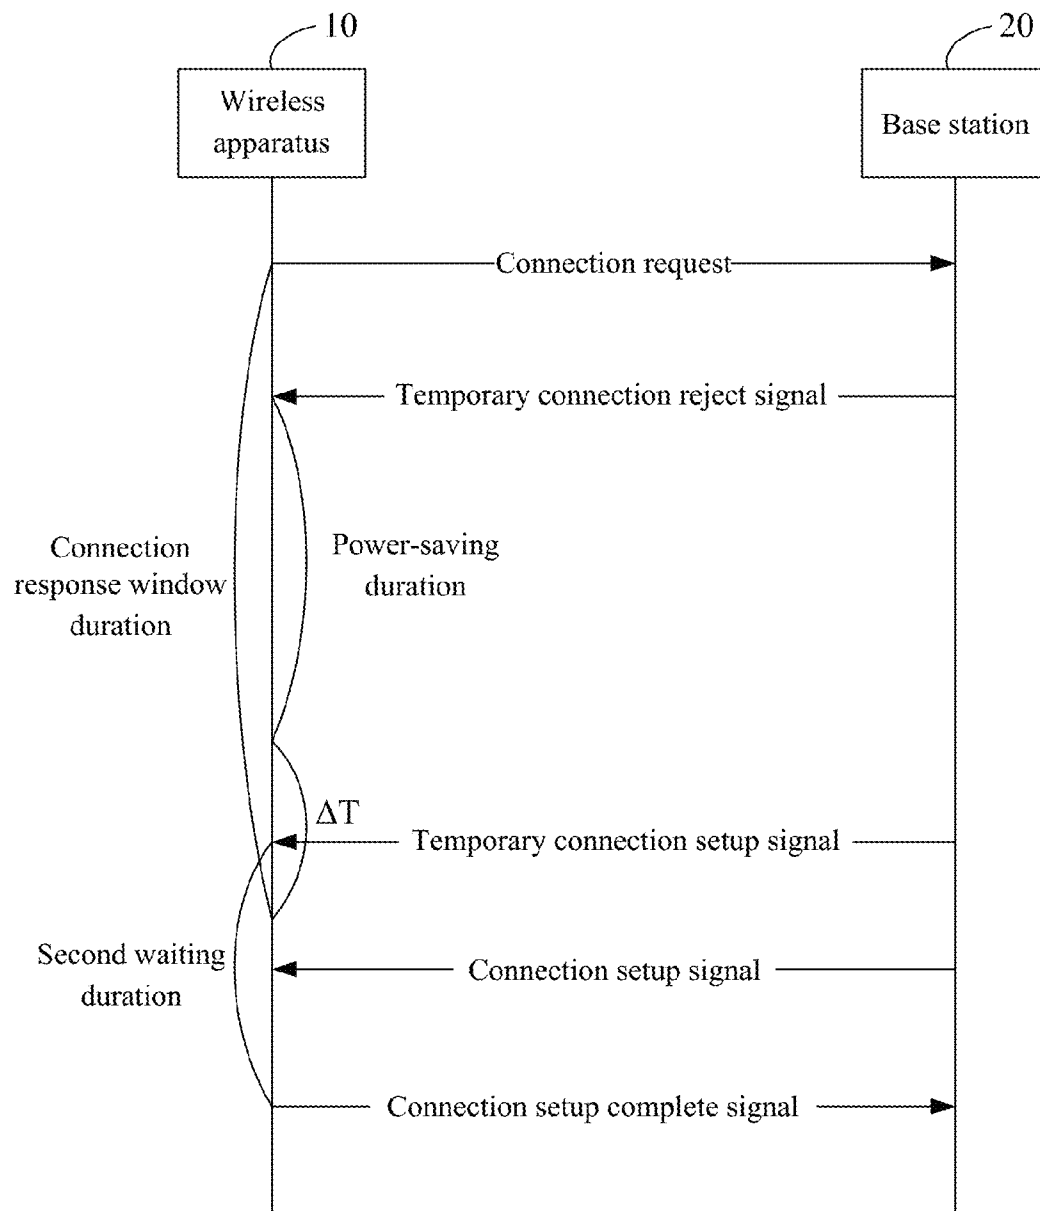 10
20
Wireless
apparatus
Base station
Connection request
Temporary connection reject signal
Connection
response window
duration
Power-saving
duration
ΔT
Temporary connection setup signal
Second waiting
duration
Connection setup signal
Connection setup complete signal